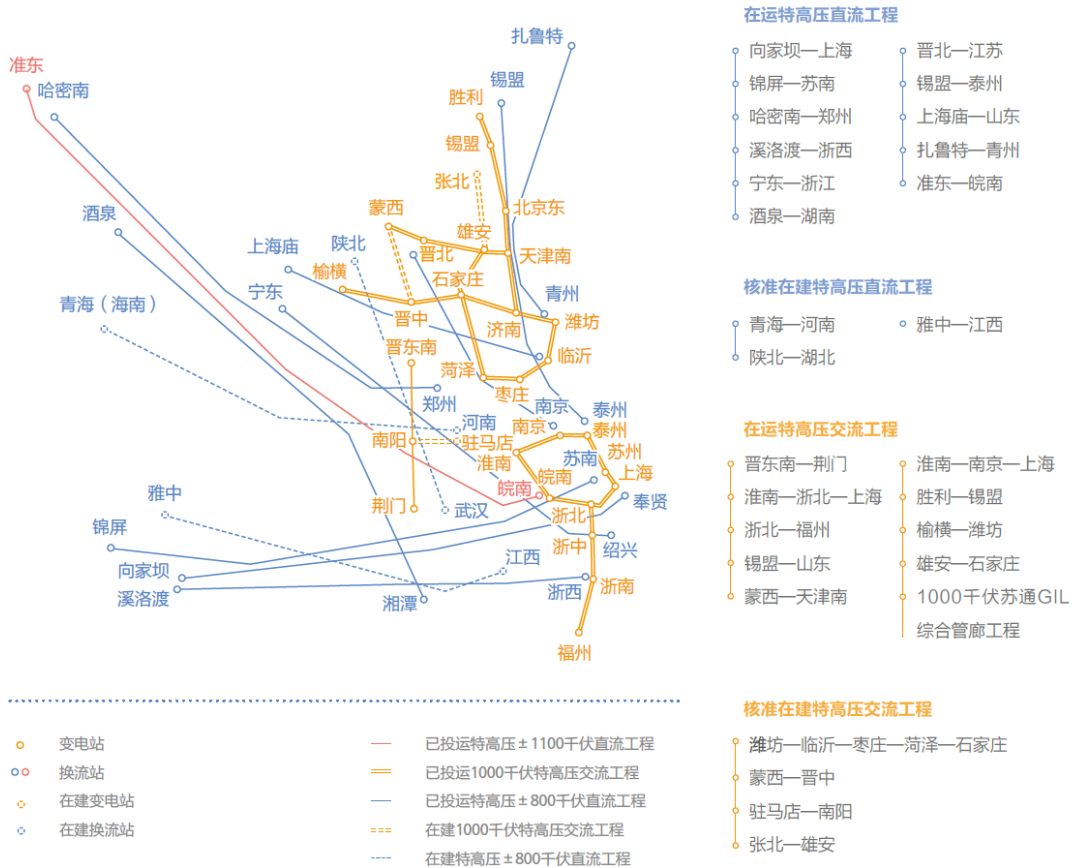 扎鲁特
准东
锡盟
哈密南
胜利
锡盟
张北
酒泉
蒙西
北京东
雄安
上海庙
陕北
晋北
天津南
榆横
石家庄
宁东
青海（海南）
青州
晋中
济南
潍坊
晋东南
临沂
菏泽
枣庄
郑州
南京
泰州
河南
南京
泰州
南阳
驻马店
苏州
淮南
苏南
上海
皖南
皖南
雅中
荆门
武汉
奉贤
浙北
锦屏
浙中
绍兴
江西
向家坝
浙西
浙南
溪洛渡
湘潭
福州
变电站
换流站
在建变电站
在建换流站
已投运特高压±1100千伏直流工程
已投运1000千伏特高压交流工程
已投运特高压±800千伏直流工程
在建1000千伏特高压交流工程
在建特高压±800千伏直流工程
在运特高压直流工程
向家坝—上海
锦屏—苏南
哈密南—郑州
溪洛渡—浙西
宁东—浙江
酒泉—湖南
晋北—江苏
锡盟—泰州
上海庙—山东
扎鲁特—青州
准东—皖南
核准在建特高压直流工程
青海—河南
陕北—湖北
雅中—江西
在运特高压交流工程
晋东南—荆门
淮南—浙北—上海
浙北—福州
锡盟—山东
蒙西—天津南
淮南—南京—上海
胜利—锡盟
榆横—潍坊
雄安—石家庄
1000千伏苏通GIL
综合管廊工程
核准在建特高压交流工程
潍坊—临沂—枣庄—菏泽—石家庄
蒙西—晋中
驻马店—南阳
张北—雄安